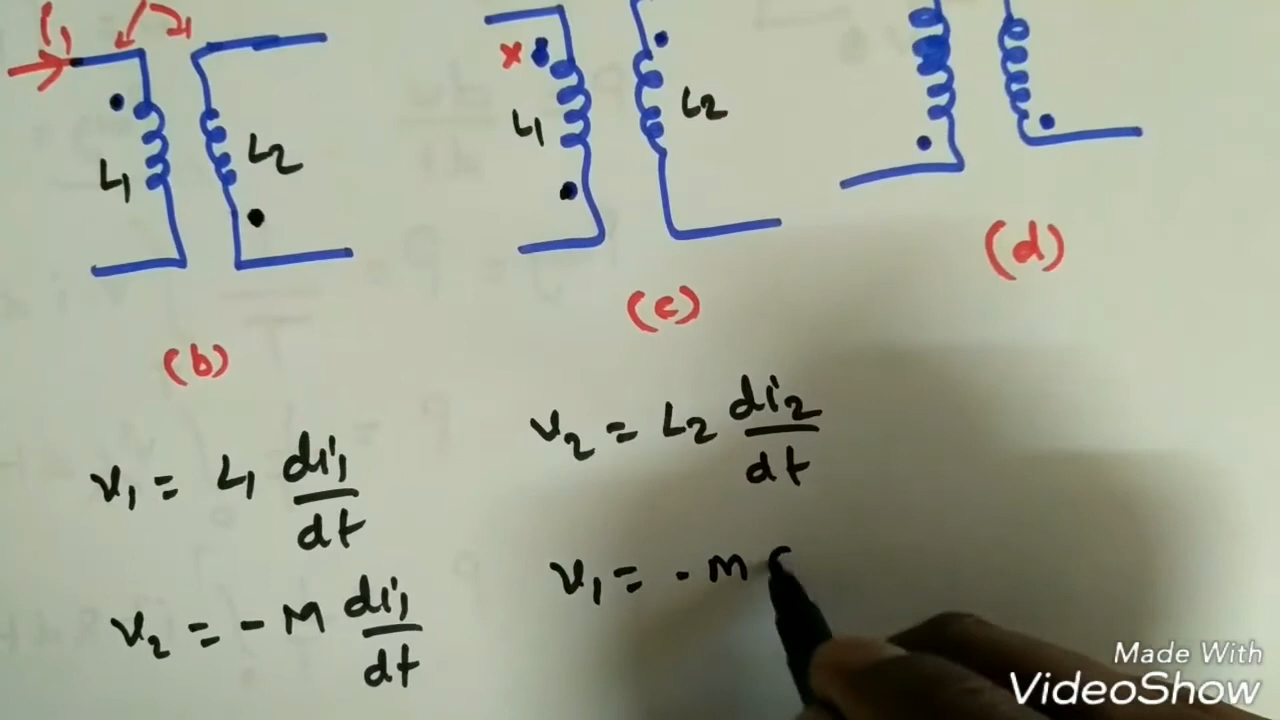 i₁
L₁
L₂
(b)
x
L₁
L₂
(c)
(d)
v₁ = L₁ di₁/dt
v₂ = -M di₁/dt
v₂ = L₂ di₂/dt
v₁ = -M
Made With
VideoShow